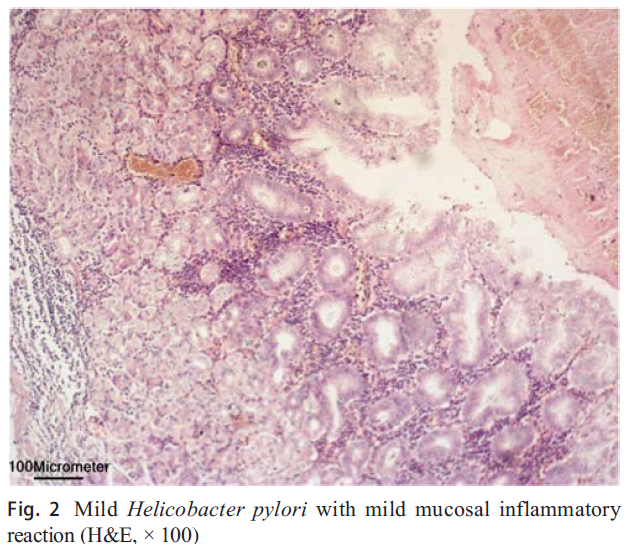 100Micrometer
Fig. 2 Mild Helicobacter pylori with mild mucosal inflammatory
reaction (H&E, × 100)